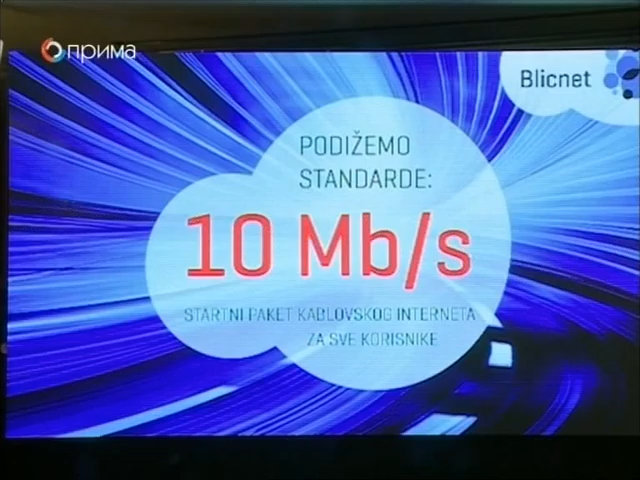 прима
Blicnet
PODIŽEMO
STANDARDE:
10 Mb/s
STARTNI PAKET KABLOVSKOG INTERNETA
ZA SVE KORISNIKE